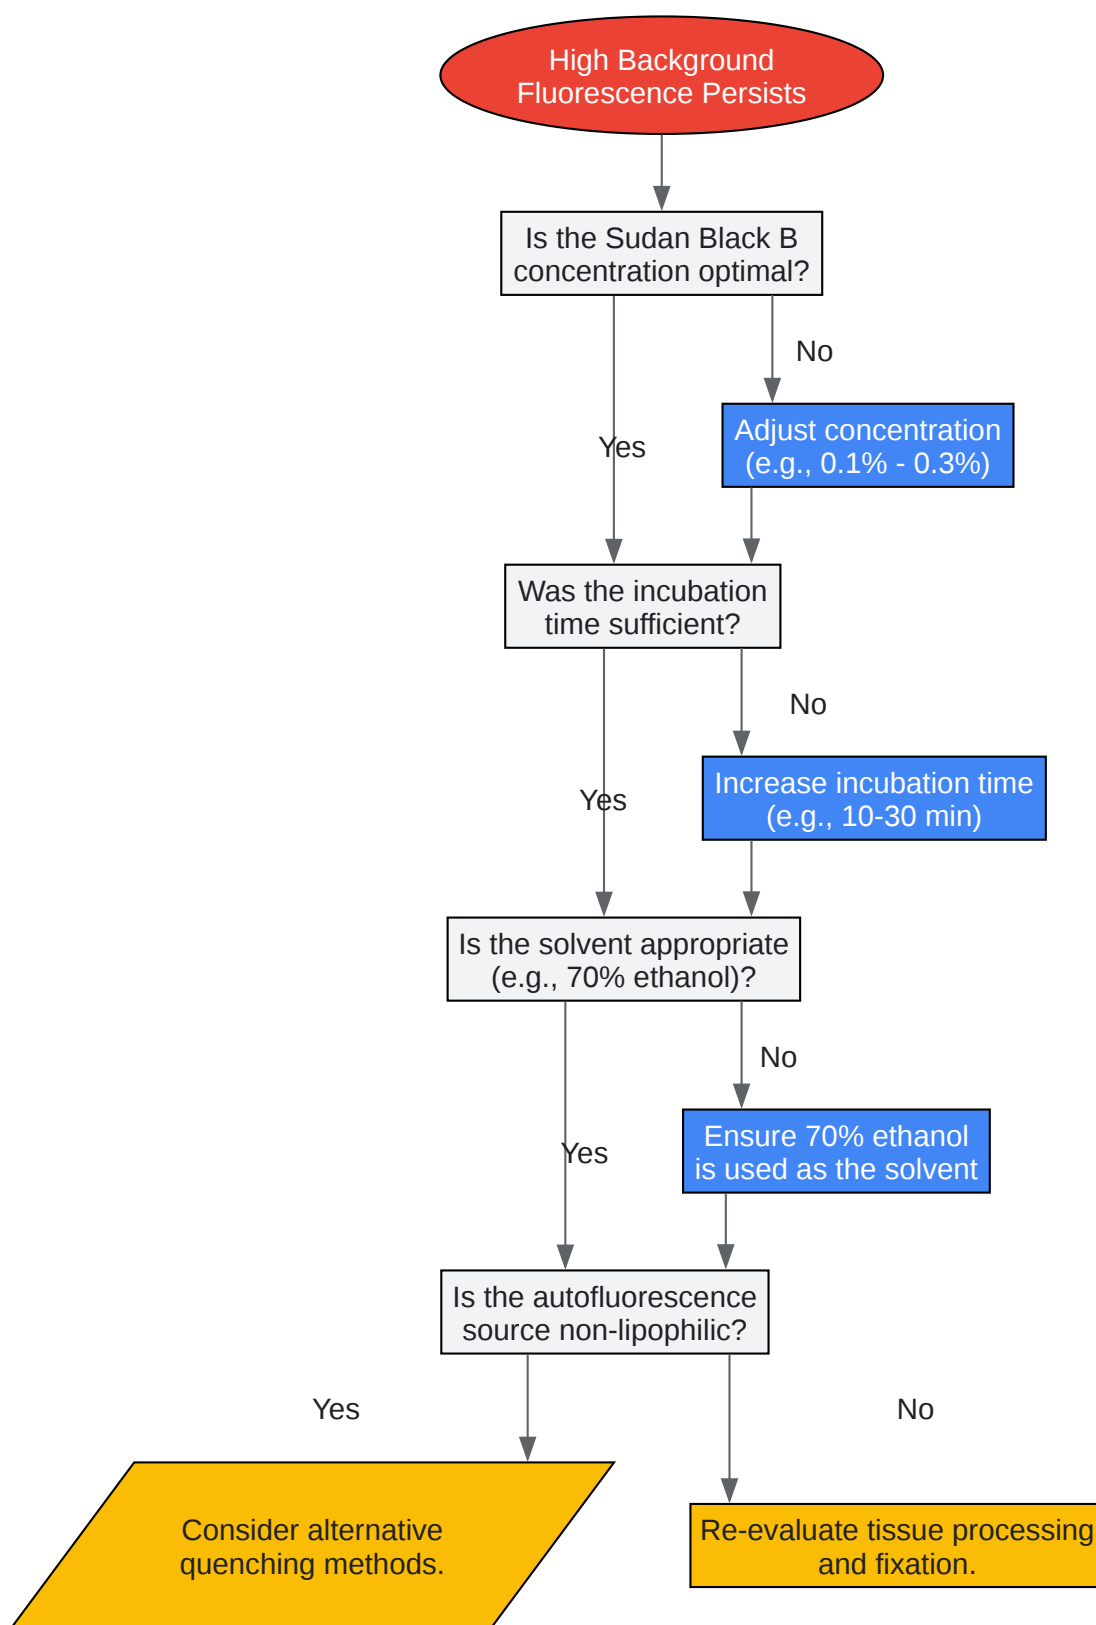 High Background
Fluorescence Persists
Is the Sudan Black B
concentration optimal?
No
Adjust concentration
(e.g., 0.1% - 0.3%)
Yes
Was the incubation
time sufficient?
No
Increase incubation time
(e.g., 10-30 min)
Yes
Is the solvent appropriate
(e.g., 70% ethanol)?
No
Ensure 70% ethanol
is used as the solvent
Yes
Is the autofluorescence
source non-lipophilic?
Yes
No
Consider alternative
quenching methods.
Re-evaluate tissue processing
and fixation.